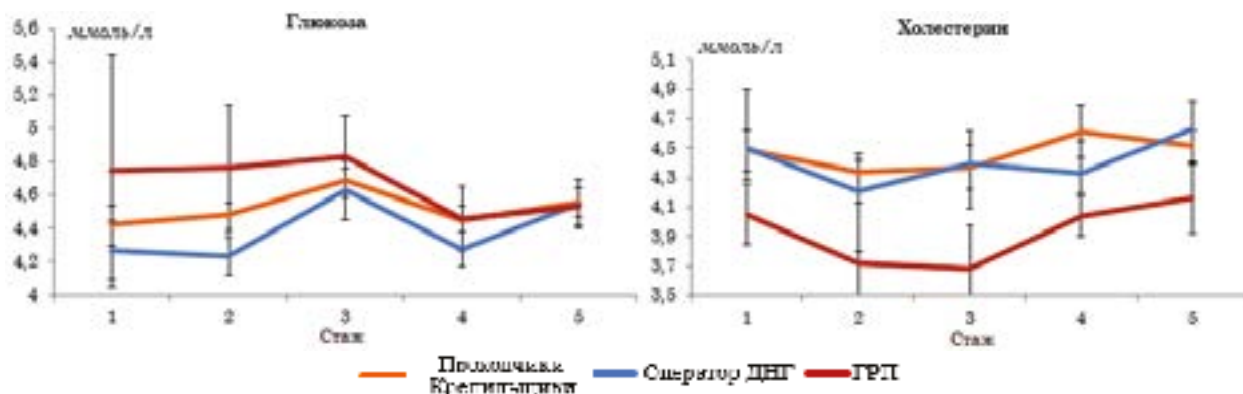 Глюкоза
ммоль/л
5,6
5,4
5,2
5
4,8
4,6
4,4
4,2
4
1 2 3 4 5
Стаж
Холестерин
ммоль/л
5,1
4,9
4,7
4,5
4,3
4,1
3,9
3,7
3,5
1 2 3 4 5
Стаж
Проходчики
Крепильщики
Оператор ДНГ
ГРП